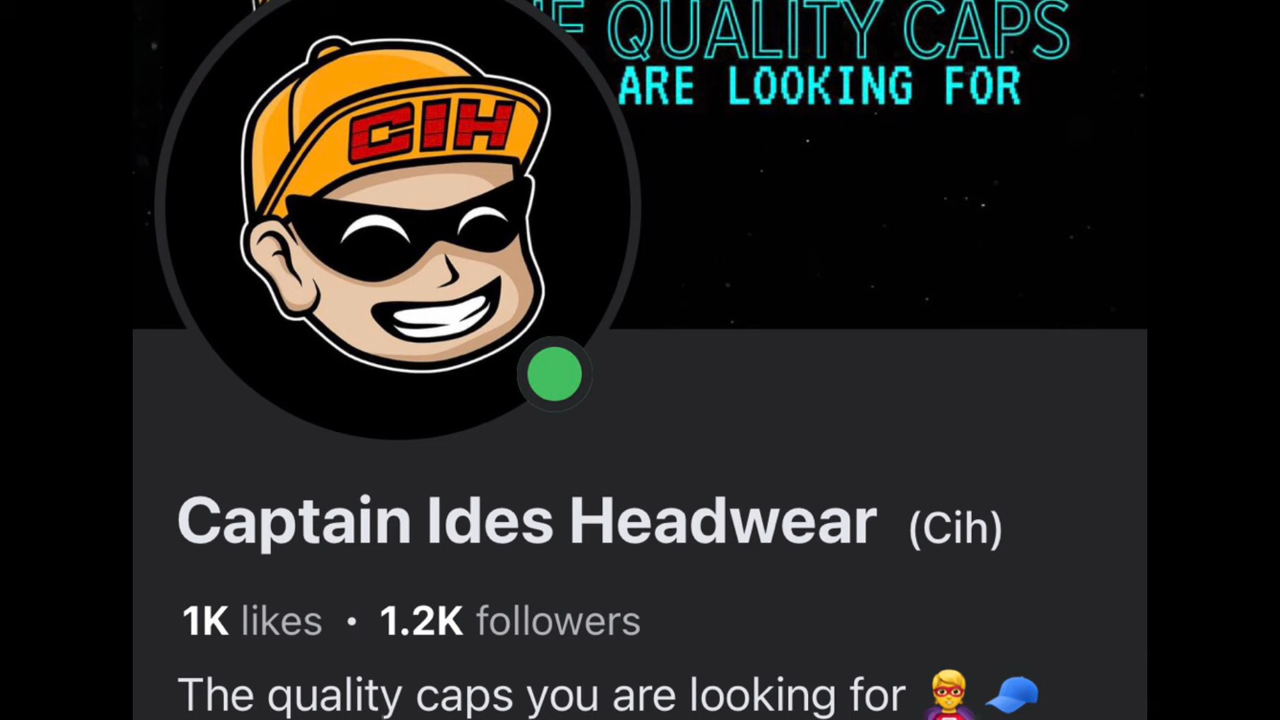 QUALITY CAPS
ARE LOOKING FOR
CIH
Captain Ides Headwear (Cih)
1K likes • 1.2K followers
The quality caps you are looking for 🦸 🧢